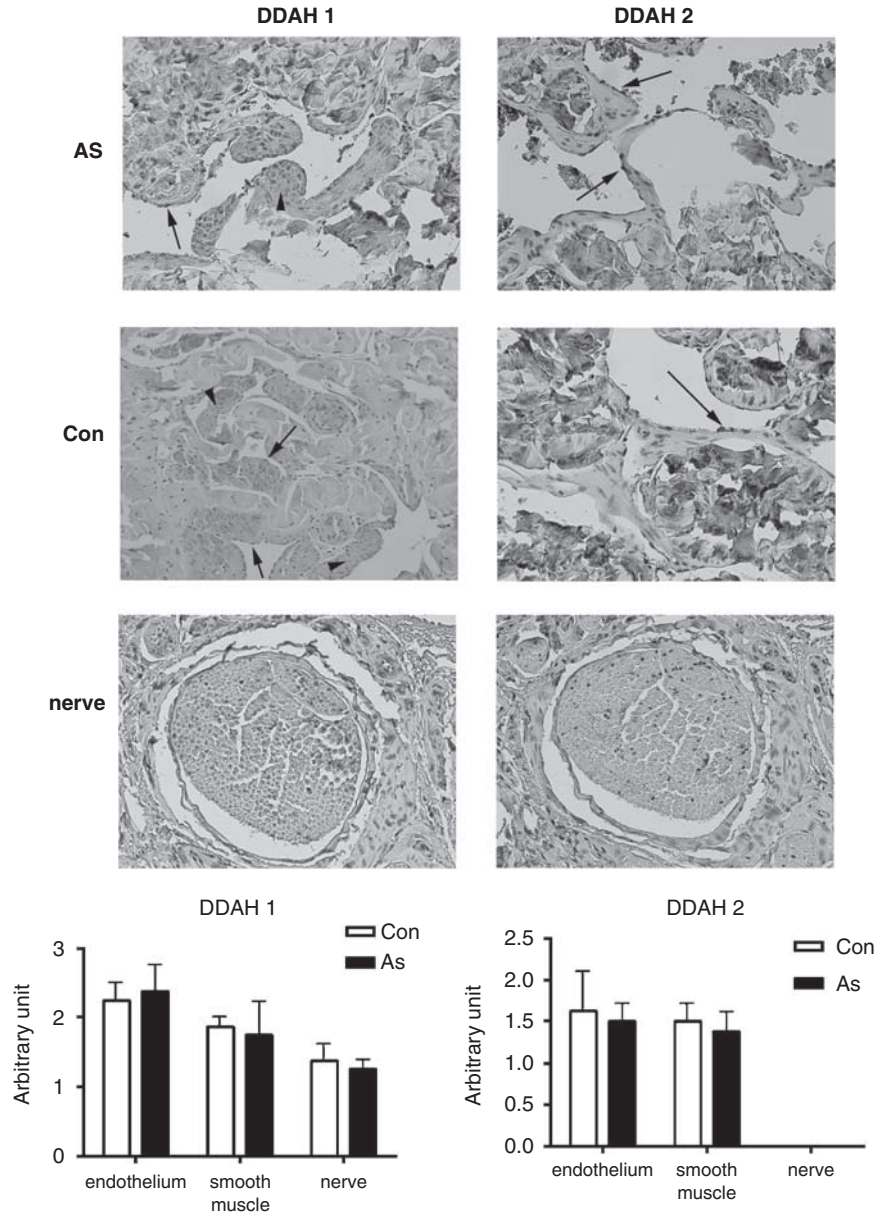 DDAH 1
DDAH 2
AS
Con
nerve
DDAH 1
Con
As
Arbitrary unit
3
2
1
0
endothelium
smooth
muscle
nerve
DDAH 2
Con
As
Arbitrary unit
2.5
2.0
1.5
1.0
0.5
0.0
endothelium
smooth
muscle
nerve